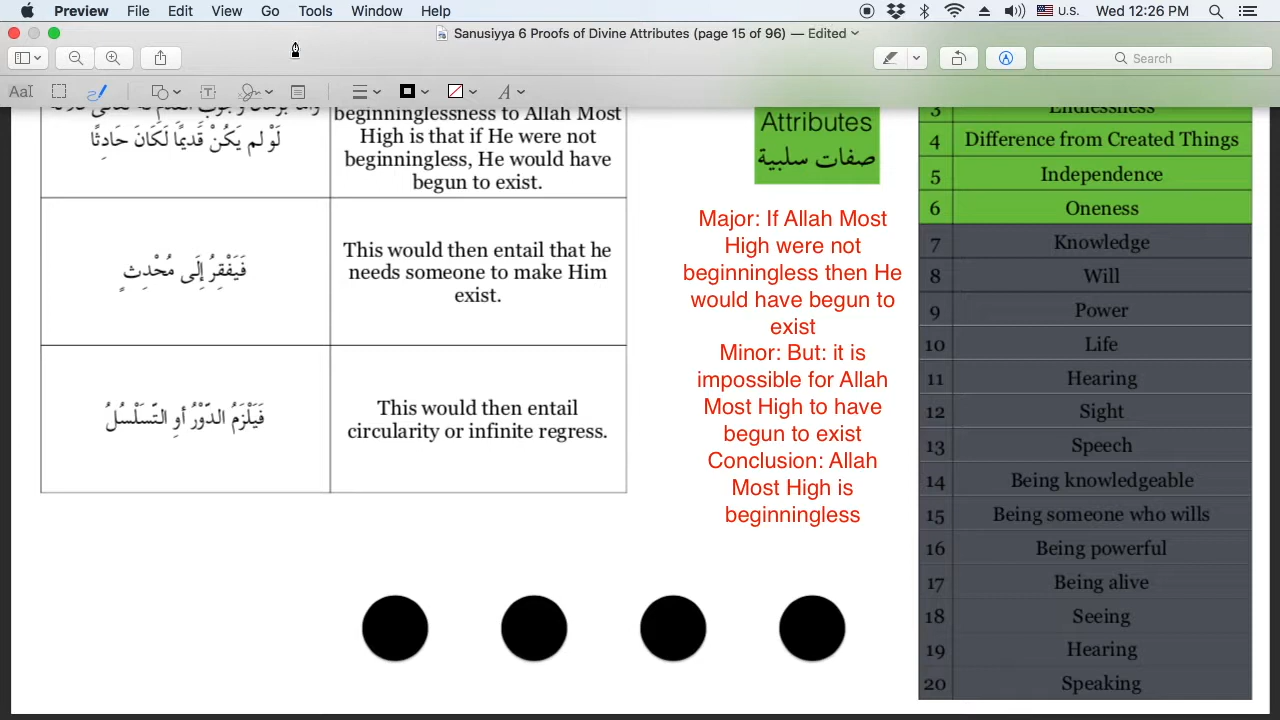 Preview File Edit View Go Tools Window Help U.S. Wed 12:26 PM
Sanusiyya 6 Proofs of Divine Attributes (page 15 of 96) — Edited
Search
لَوْ لم يَكُنْ قَدِيمًا لَكَانَ حَادِثًا
beginninglessness to Allah Most
High is that if He were not
beginningless, He would have
begun to exist.
فَيَفْقِرُ إِلَى مُحْدِثٍ
This would then entail that he
needs someone to make Him
exist.
فَيَلْزَمُ الدَّوْرُ أوِ التَّسَلْسُلُ
This would then entail
circularity or infinite regress.
Attributes
صفات سلبية
Major: If Allah Most
High were not
beginningless then He
would have begun to
exist
Minor: But: it is
impossible for Allah
Most High to have
begun to exist
Conclusion: Allah
Most High is
beginningless
3 Endlessness
4 Difference from Created Things
5 Independence
6 Oneness
7 Knowledge
8 Will
9 Power
10 Life
11 Hearing
12 Sight
13 Speech
14 Being knowledgeable
15 Being someone who wills
16 Being powerful
17 Being alive
18 Seeing
19 Hearing
20 Speaking